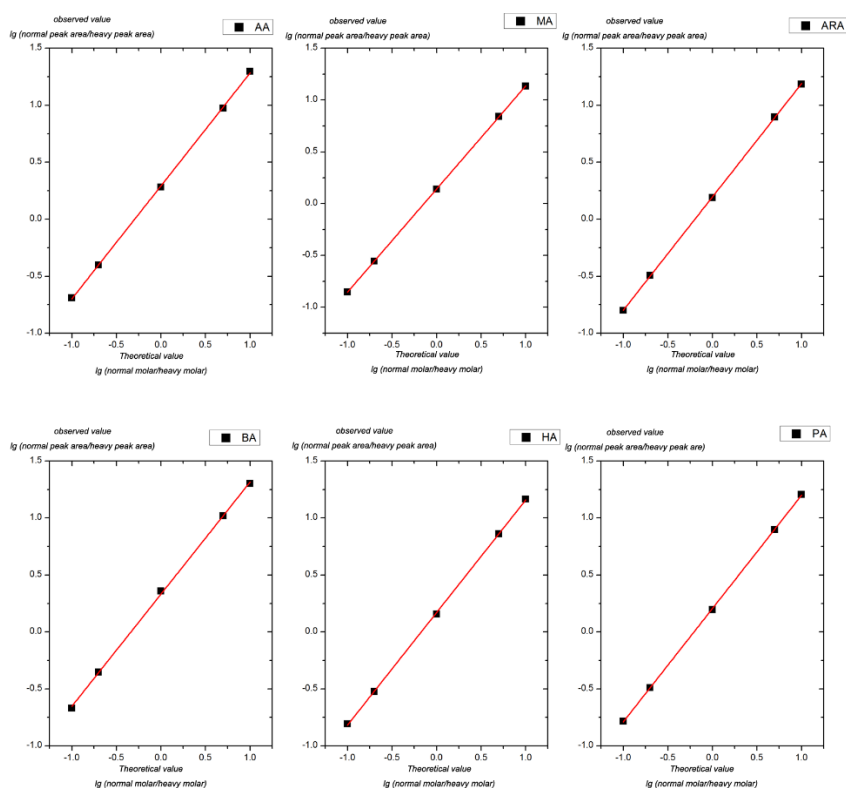 observed value
lg (normal peak area/heavy peak area)
AA
1.5
1.0
0.5
0.0
-0.5
-1.0
-1.0 -0.5 0.0 0.5 1.0
Theoretical value
lg (normal molar/heavy molar)
observed value
lg (normal peak area/heavy peak area)
MA
1.5
1.0
0.5
0.0
-0.5
-1.0
-1.0 -0.5 0.0 0.5 1.0
Theoretical value
lg (normal molar/heavy molar)
observed value
lg (normal peak area/heavy peak area)
ARA
1.5
1.0
0.5
0.0
-0.5
-1.0
-1.0 -0.5 0.0 0.5 1.0
Theoretical value
lg (normal molar/heavy molar)
observed value
lg (normal peak area/heavy peak area)
BA
1.5
1.0
0.5
0.0
-0.5
-1.0
-1.0 -0.5 0.0 0.5 1.0
Theoretical value
lg (normal molar/heavy molar)
observed value
lg (normal peak area/heavy peak area)
HA
1.5
1.0
0.5
0.0
-0.5
-1.0
-1.0 -0.5 0.0 0.5 1.0
Theoretical value
lg (normal molar/heavy molar)
observed value
lg (normal peak area/heavy peak are)
PA
1.5
1.0
0.5
0.0
-0.5
-1.0
-1.0 -0.5 0.0 0.5 1.0
Theoretical value
lg (normal molar/heavy molar)